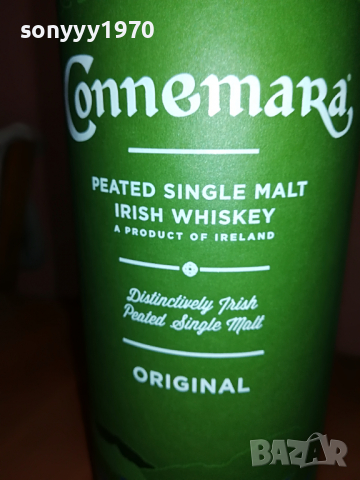 sonyyy1970
Connemara
PEATED SINGLE MALT
IRISH WHISKEY
A PRODUCT OF IRELAND
Distinctively Irish
Peated Single Malt
ORIGINAL
BAZAR